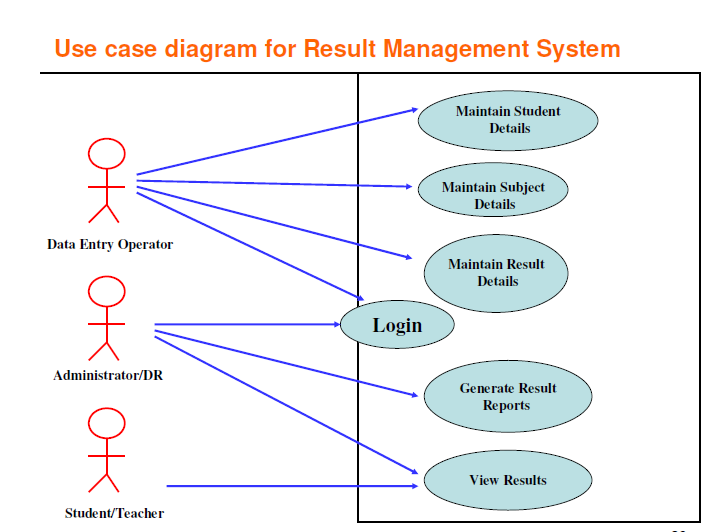 Use case diagram for Result Management System
Maintain Student
Details
Maintain Subject
Details
Data Entry Operator
Maintain Result
Details
Login
Administrator/DR
Generate Result
Reports
View Results
Student/Teacher